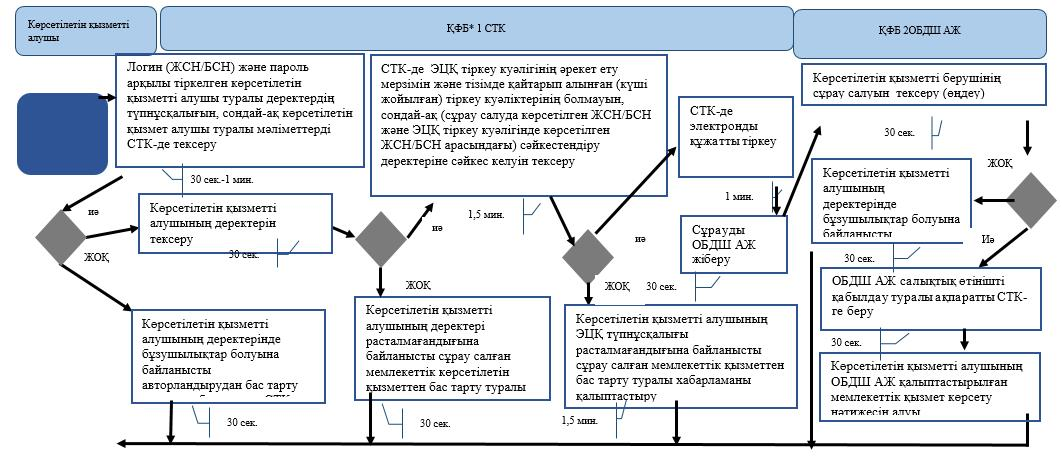 Көрсетілетін қызметті
алушы
ҚФБ* 1 СТК
ҚФБ 2ОБДШ АЖ
Логин (ЖСН/БСН) және пароль
арқылы тіркелген көрсетілетін
қызметті алушы туралы деректердің
түпнұсқалығын, сондай-ақ көрсетілетін
қызмет алушы туралы мәліметтерді
СТК-де тексеру
СТК-де ЭЦҚ тіркеу куәлігінің әрекет ету
мерзімін және тізімде қайтарып алынған (күші
жойылған) тіркеу куәліктерінің болмауын,
сондай-ақ (сұрау салуда көрсетілген ЖСН/БСН
және ЭЦҚ тіркеу куәлігінде көрсетілген
ЖСН/БСН арасындағы) сәйкестендіру
деректеріне сәйкес келуін тексеру
СТК-де
электронды
құжатты тіркеу
Көрсетілетін қызметті берушінің
сұрау салуын тексеру (өңдеу)
30 сек.
ЖОҚ
30 сек.-1 мин.
1,5 мин.
1 мин.
иә
Көрсетілетін қызметті
алушының деректерін
тексеру
30 сек.
ЖОҚ
иә
иә
Сұрауды
ОБДШ АЖ
жіберу
30 сек.
Көрсетілетін қызметті
алушының
деректерінде
бұзушылықтар болуына
байланысты
Иә
30 сек.
ЖОҚ
ЖОҚ
ОБДШ АЖ салықтық өтінішті
қабылдау туралы ақпаратты СТК-
ге беру
30 сек.
Көрсетілетін қызметті
алушының деректерінде
бұзушылықтар болуына
байланысты
авторландырудан бас тарту
Көрсетілетін қызметті
алушының деректері
расталмағандығына
байланысты сұрау салған
мемлекеттік көрсетілетін
қызметтен бас тарту туралы
Көрсетілетін қызметті алушының
ЭЦҚ түпнұсқалығы
расталмағандығына байланысты
сұрау салған мемлекеттік қызметтен
бас тарту туралы хабарламаны
қалыптастыру
Көрсетілетін қызметті алушының
ОБДШ АЖ қалыптастырылған
мемлекеттік қызмет көрсету
нәтижесін алуы
30 сек.
30 сек.
1,5 мин.